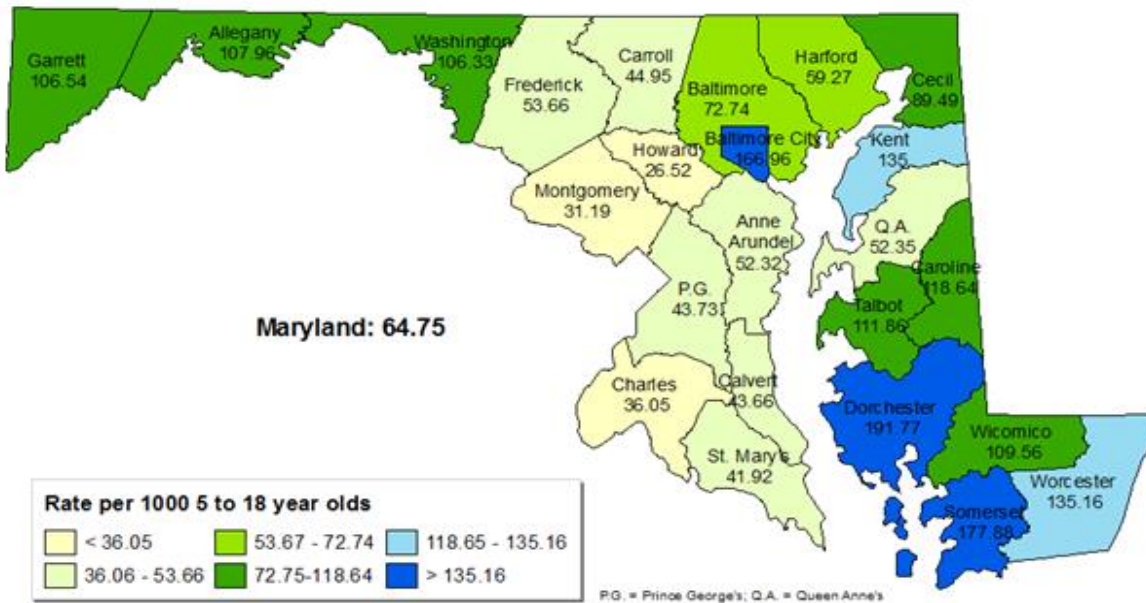 Garrett
106.54
Allegany
107.96
Washington
106.33
Frederick
53.66
Carroll
44.95
Baltimore
72.74
Harford
59.27
Cecil
89.49
Baltimore City
166.96
Howard
26.52
Montgomery
31.19
Kent
135
Anne
Arundel
52.32
Q.A.
52.35
Caroline
118.64
P.G.
43.73
Talbot
111.86
Maryland: 64.75
Charles
36.05
Calvert
43.66
Dorchester
191.77
St. Mary's
41.92
Wicomico
109.56
Worcester
135.16
Somerset
177.88
Rate per 1000 5 to 18 year olds
< 36.05
53.67 - 72.74
118.65 - 135.16
36.06 - 53.66
72.75-118.64
> 135.16
P.G. = Prince George's; Q.A. = Queen Anne's